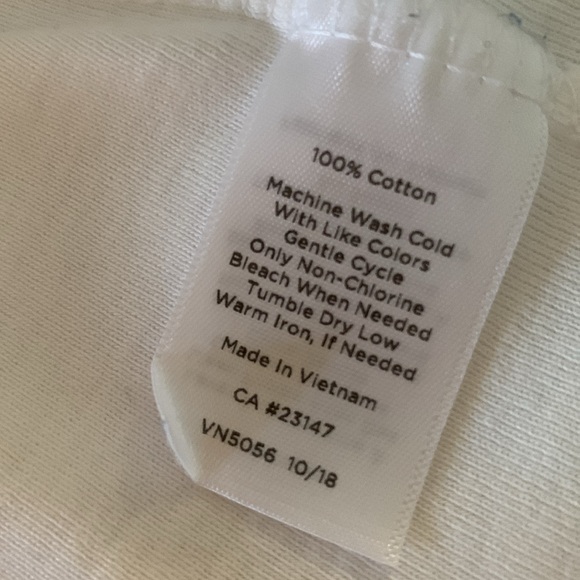 100% Cotton
Machine Wash Cold
With Like Colors
Gentle Cycle
Only Non-Chlorine
Bleach When Needed
Tumble Dry Low
Warm Iron, If Needed
Made In Vietnam
CA #23147
VN5056 10/18